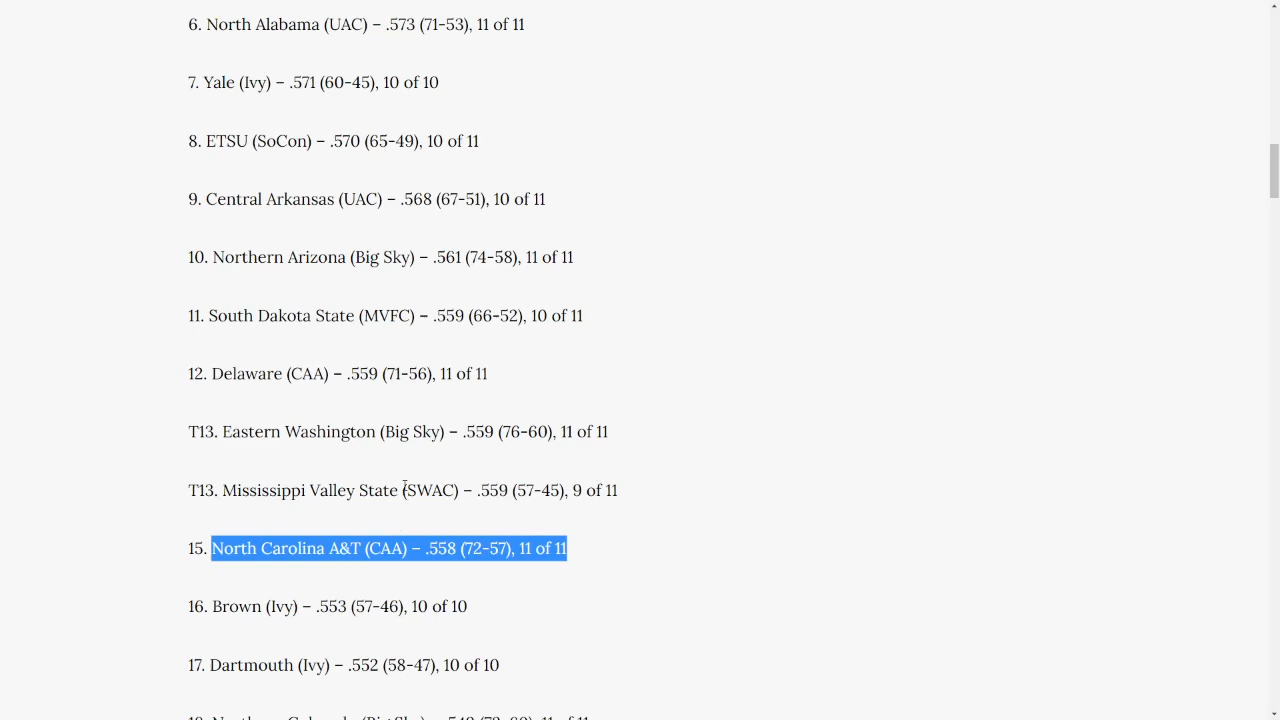 6. North Alabama (UAC) – .573 (71-53), 11 of 11
7. Yale (Ivy) – .571 (60-45), 10 of 10
8. ETSU (SoCon) – .570 (65-49), 10 of 11
9. Central Arkansas (UAC) – .568 (67-51), 10 of 11
10. Northern Arizona (Big Sky) – .561 (74-58), 11 of 11
11. South Dakota State (MVFC) – .559 (66-52), 10 of 11
12. Delaware (CAA) – .559 (71-56), 11 of 11
T13. Eastern Washington (Big Sky) – .559 (76-60), 11 of 11
T13. Mississippi Valley State (SWAC) – .559 (57-45), 9 of 11
15. North Carolina A&T (CAA) – .558 (72-57), 11 of 11
16. Brown (Ivy) – .553 (57-46), 10 of 10
17. Dartmouth (Ivy) – .552 (58-47), 10 of 10